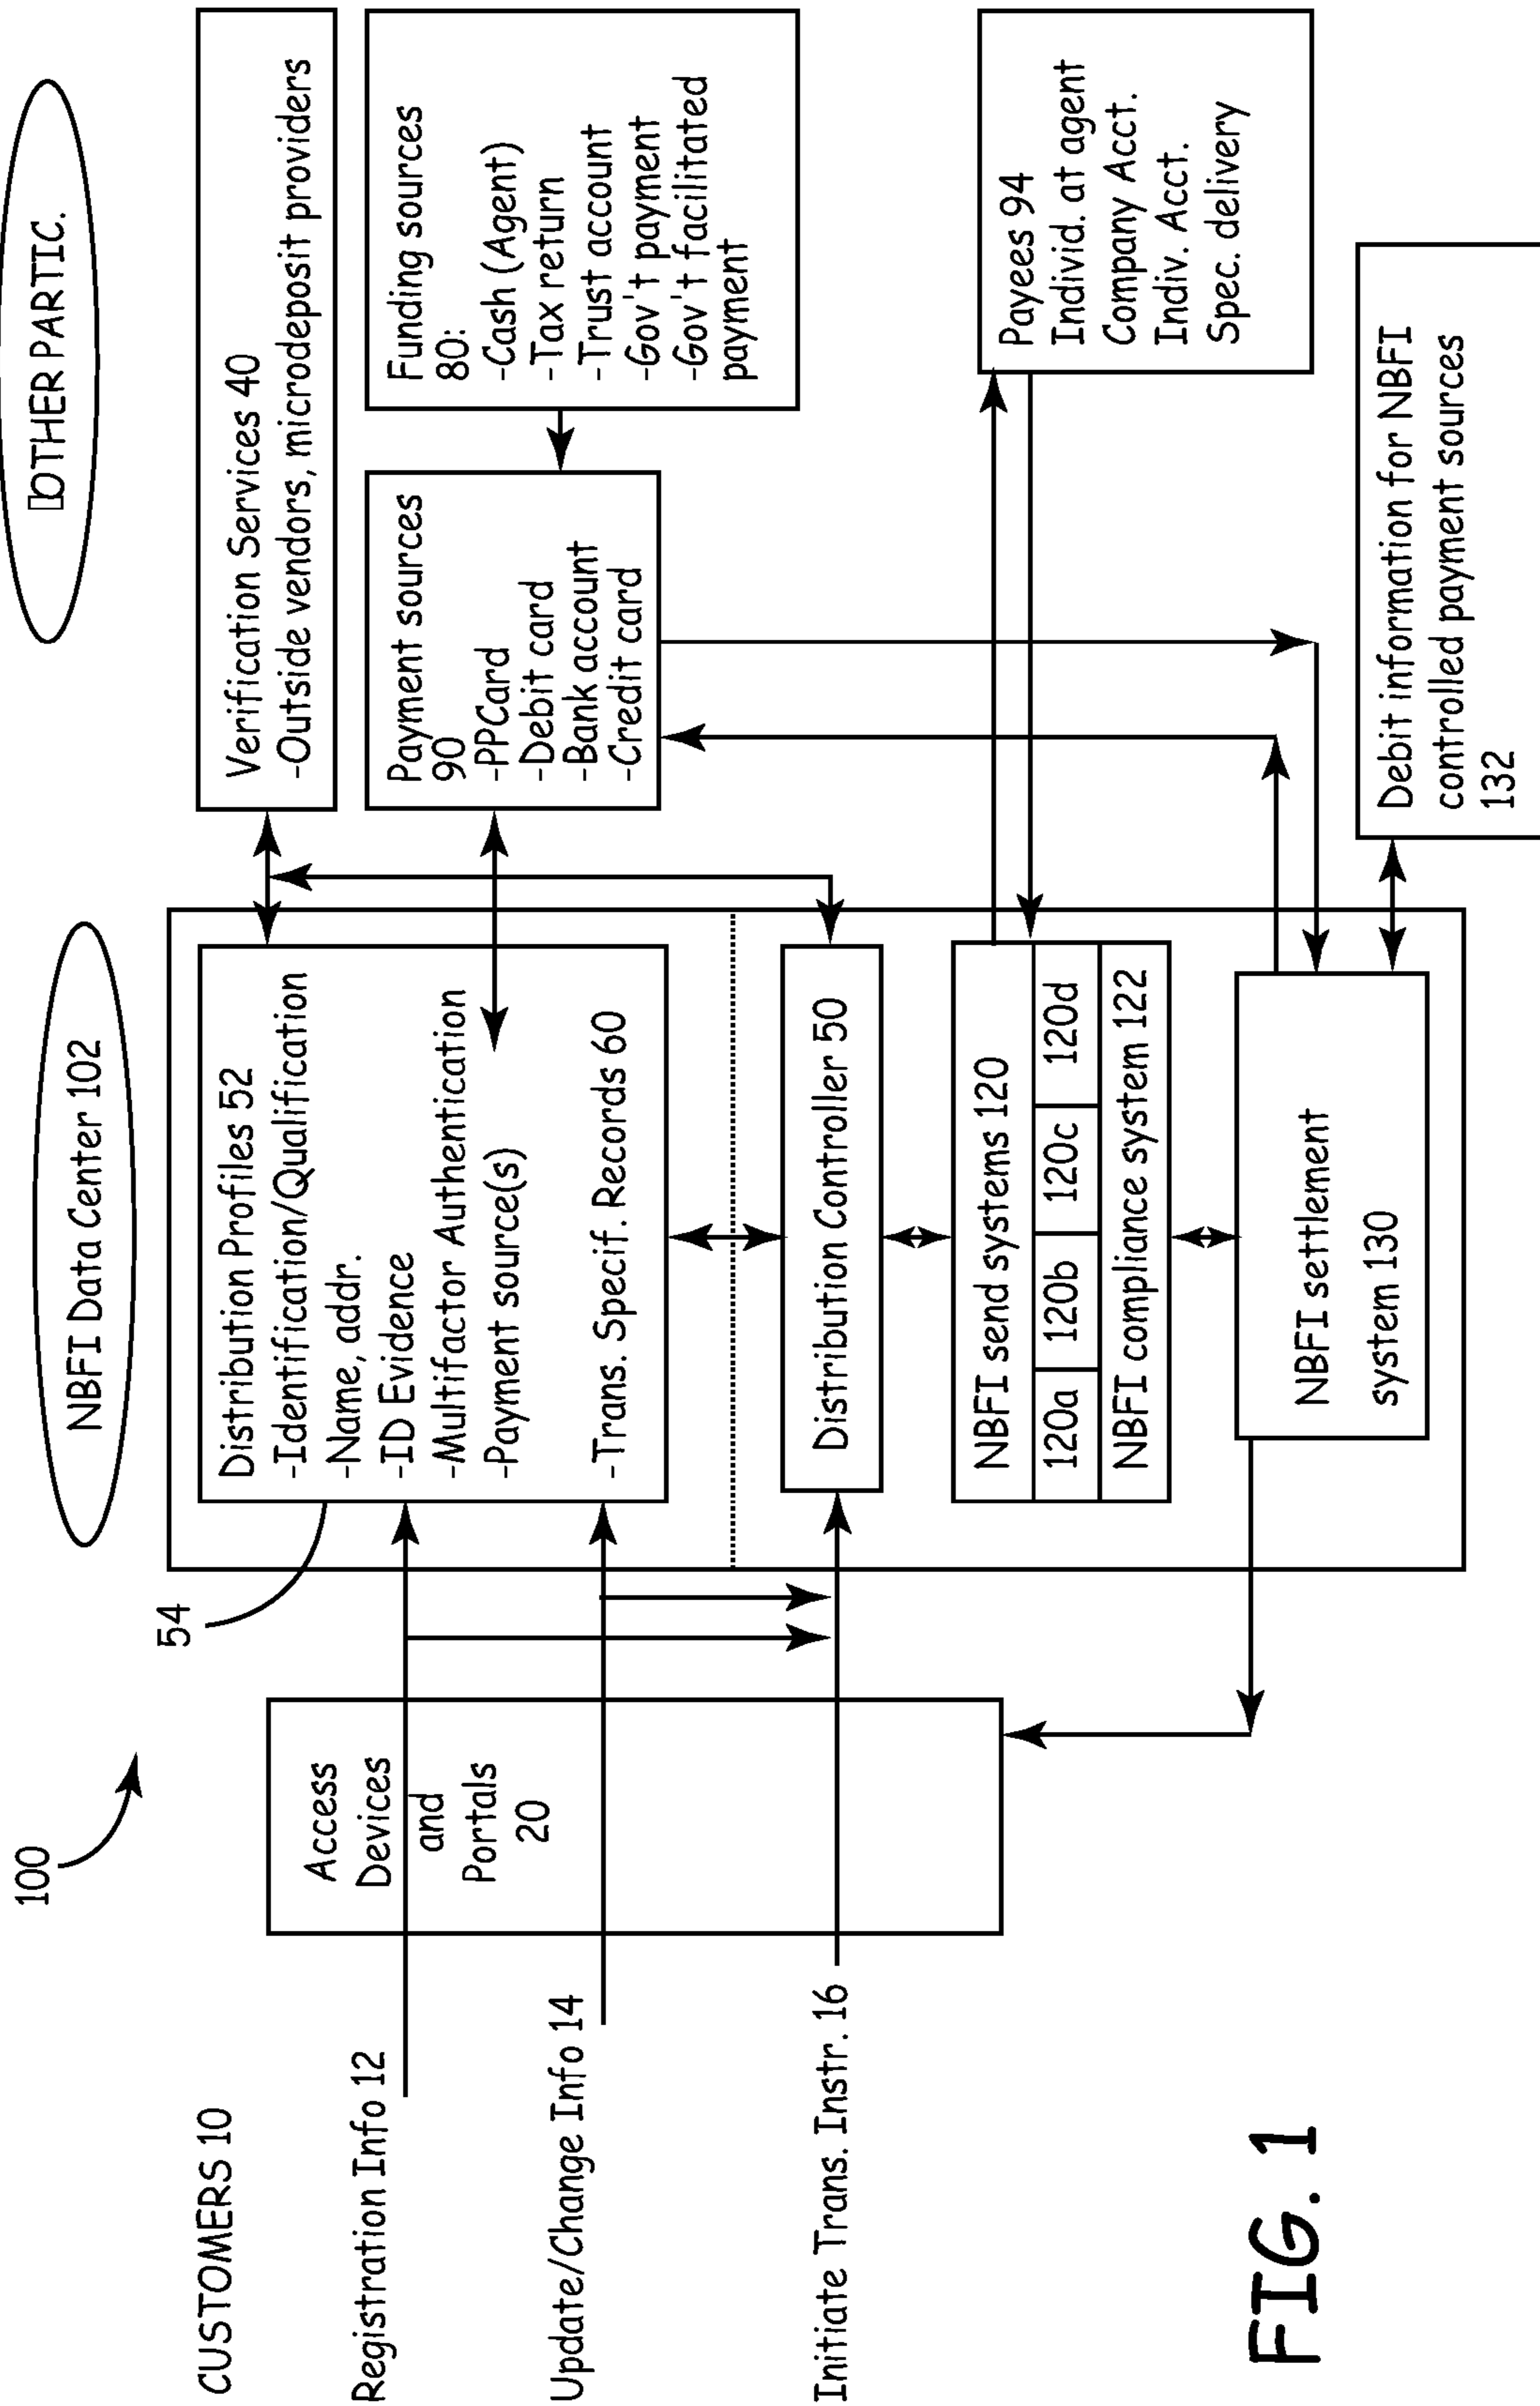 100
CUSTOMERS 10
Registration Info 12
Update/Change Info 14
Initiate Trans. Instr. 16
Access
Devices
and
Portals
20
54
NBFI Data Center 102
Distribution Profiles 52
-Identification/Qualification
-Name, addr.
-ID Evidence
-Multifactor Authentication
-Payment source(s)
- Trans. Specif. Records 60
Distribution Controller 50
NBFI send systems 120
120a 120b 120c 120d
NBFI compliance system 122
NBFI settlement
system 130
OTHER PARTIC.
Verification Services 40
-Outside vendors, microdeposit providers
Payment sources
90
-PPCard
-Debit card
-Bank account
-Credit card
Funding sources
80:
-Cash (Agent)
-Tax return
-Trust account
-Gov't payment
-Gov't facilitated
payment
Payees 94
Individ. at agent
Company Acct.
Indiv. Acct.
Spec. delivery
Debit information for NBFI
controlled payment sources
132
FIG. 1